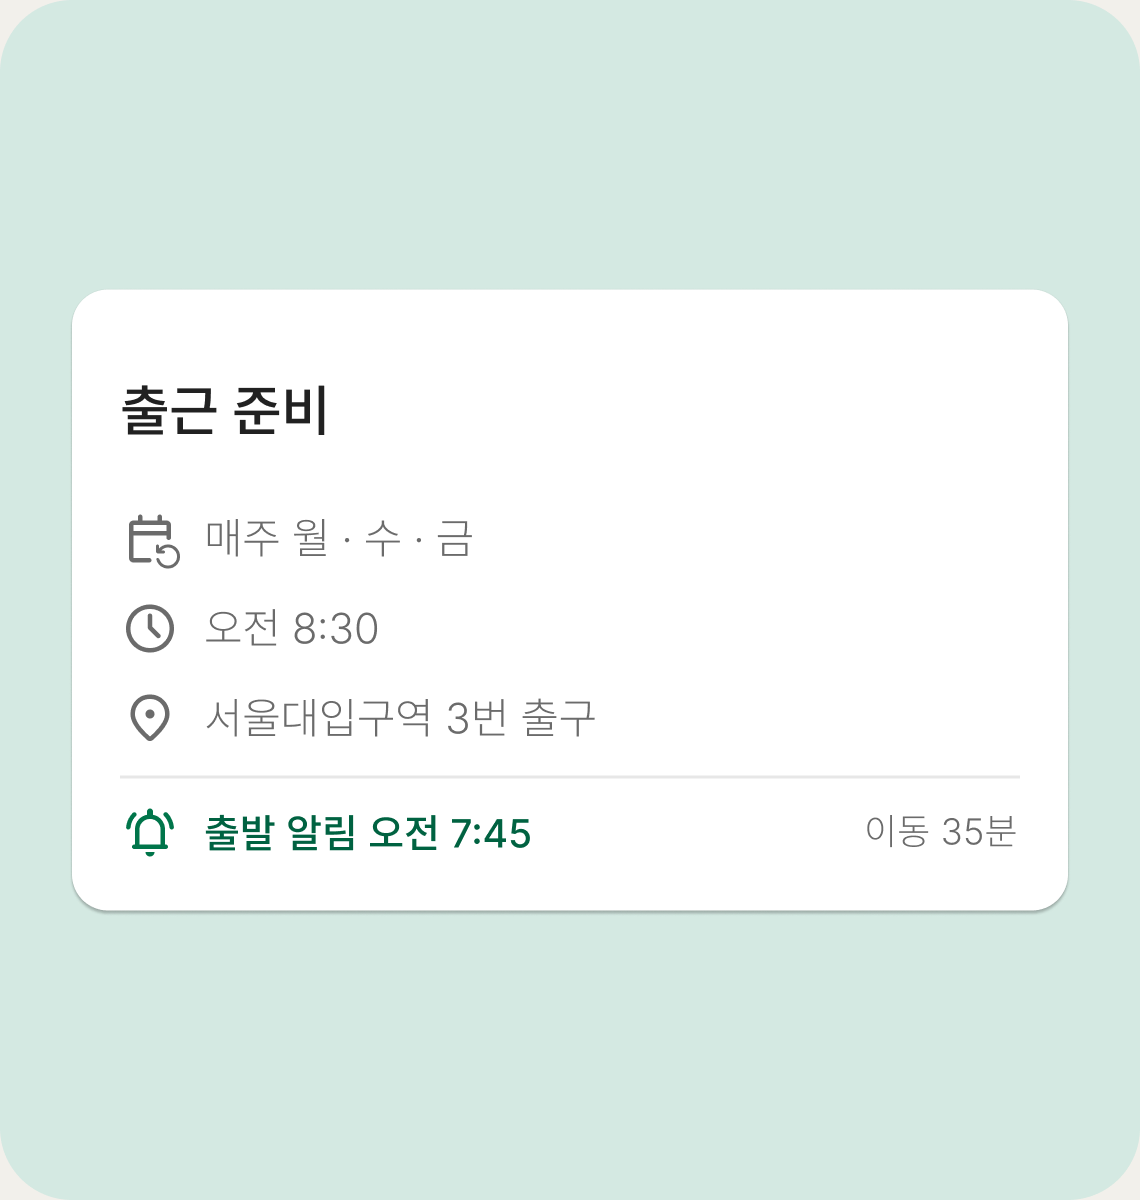 출근 준비
매주 월 · 수 · 금
오전 8:30
서울대입구역 3번 출구
출발 알림 오전 7:45 이동 35분